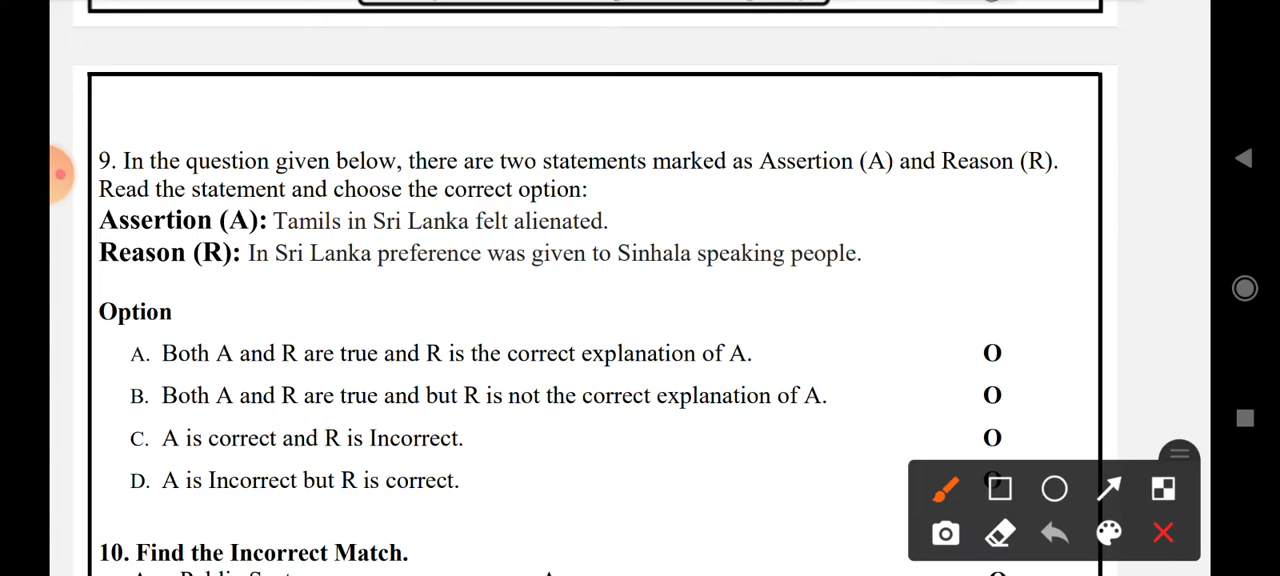 9. In the question given below, there are two statements marked as Assertion (A) and Reason (R).
Read the statement and choose the correct option:
Assertion (A): Tamils in Sri Lanka felt alienated.
Reason (R): In Sri Lanka preference was given to Sinhala speaking people.
Option
A. Both A and R are true and R is the correct explanation of A. O
B. Both A and R are true and but R is not the correct explanation of A. O
C. A is correct and R is Incorrect. O
D. A is Incorrect but R is correct. O
10. Find the Incorrect Match.